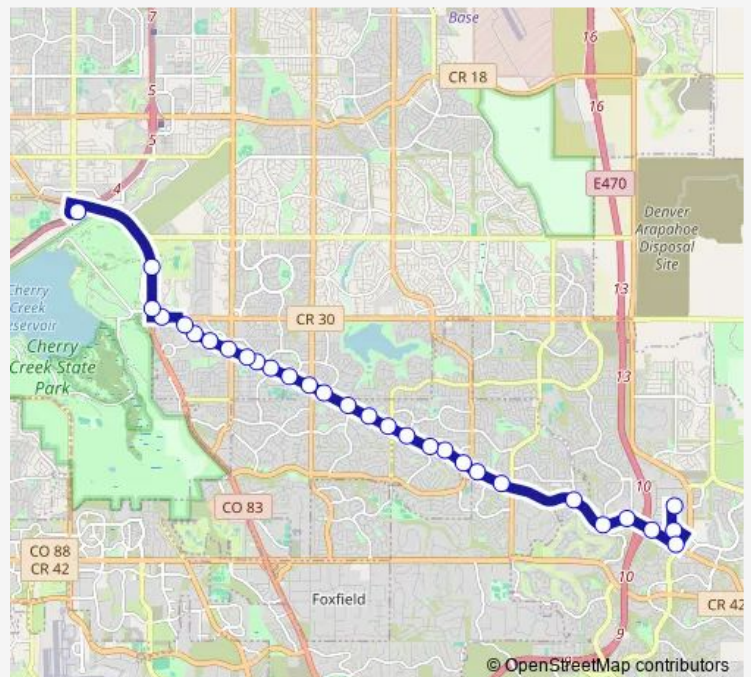 7
Base
16
CR 18
5
16
5
4
E470
Denver
Arapahoe
Disposal
Site
Cherry
Creek
eservoir
13
CR 30
Cherry
Creek State
Park
13
10
CO 83
CO 88
CR 42
10
Foxfield
CR 42
9
© OpenStreetMap contributors